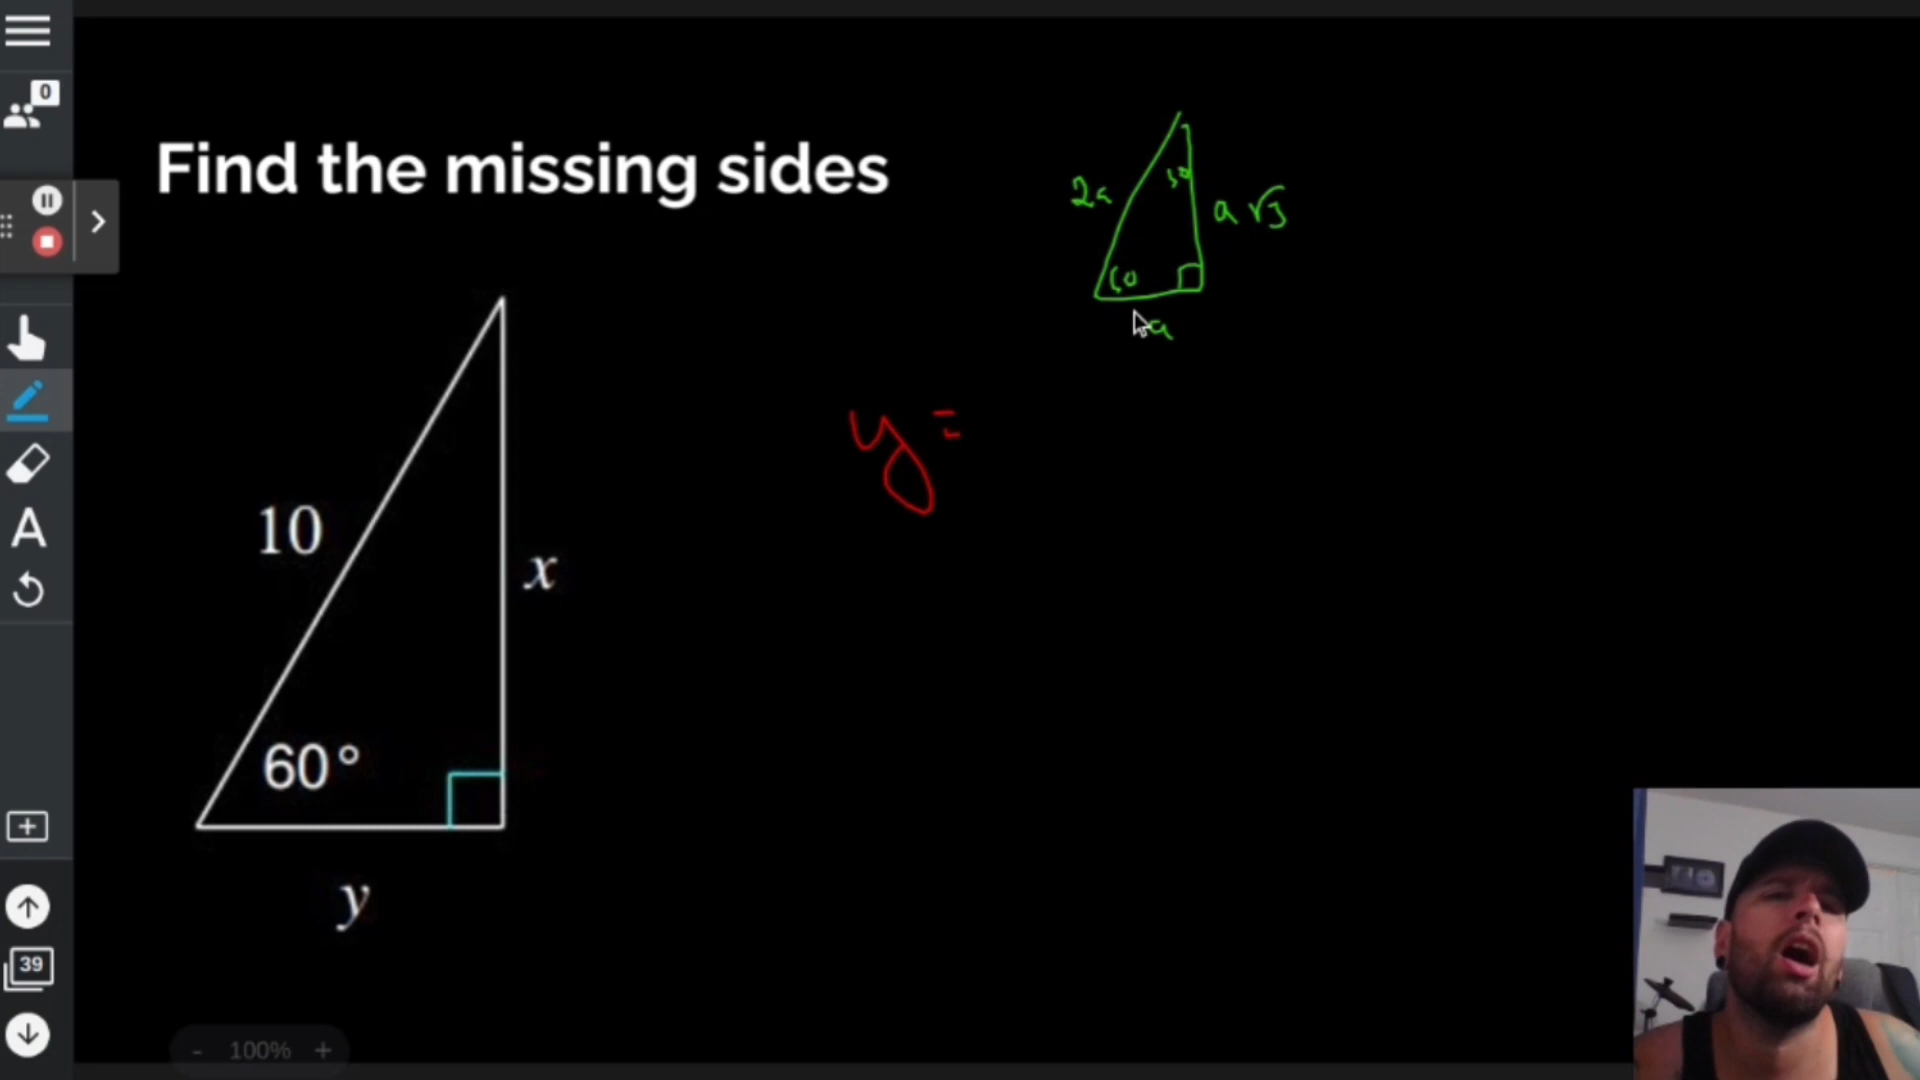 0
Find the missing sides
30
2a
a √3
60
a
y =
10
x
60°
y
A
39
- 100% +